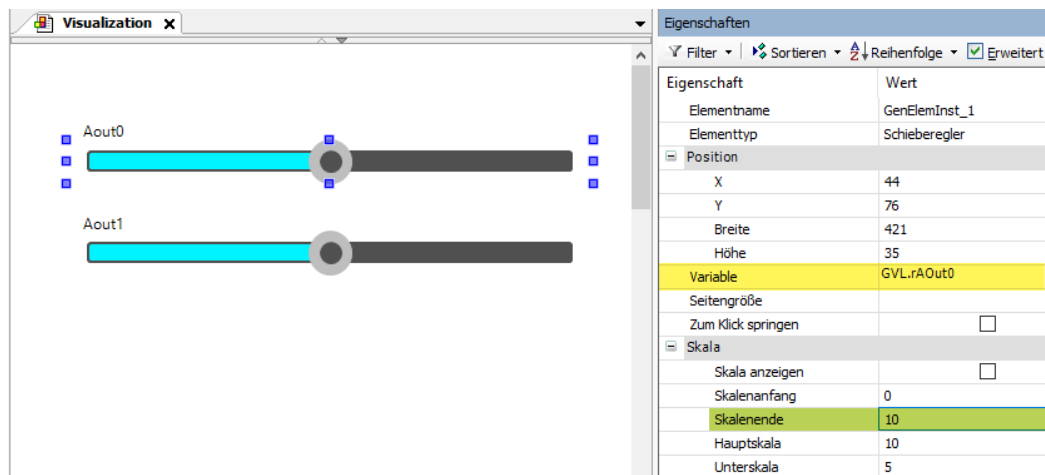 Visualization
Aout0
Aout1
Eigenschaften
Filter Sortieren Reihenfolge Erweitert
Eigenschaft Wert
Elementname GenElemInst_1
Elementtyp Schieberegler
Position
X 44
Y 76
Breite 421
Höhe 35
Variable GVL.rAOut0
Seitengröße
Zum Klick springen
Skala
Skala anzeigen
Skalenanfang 0
Skalenende 10
Hauptskala 10
Unterskala 5